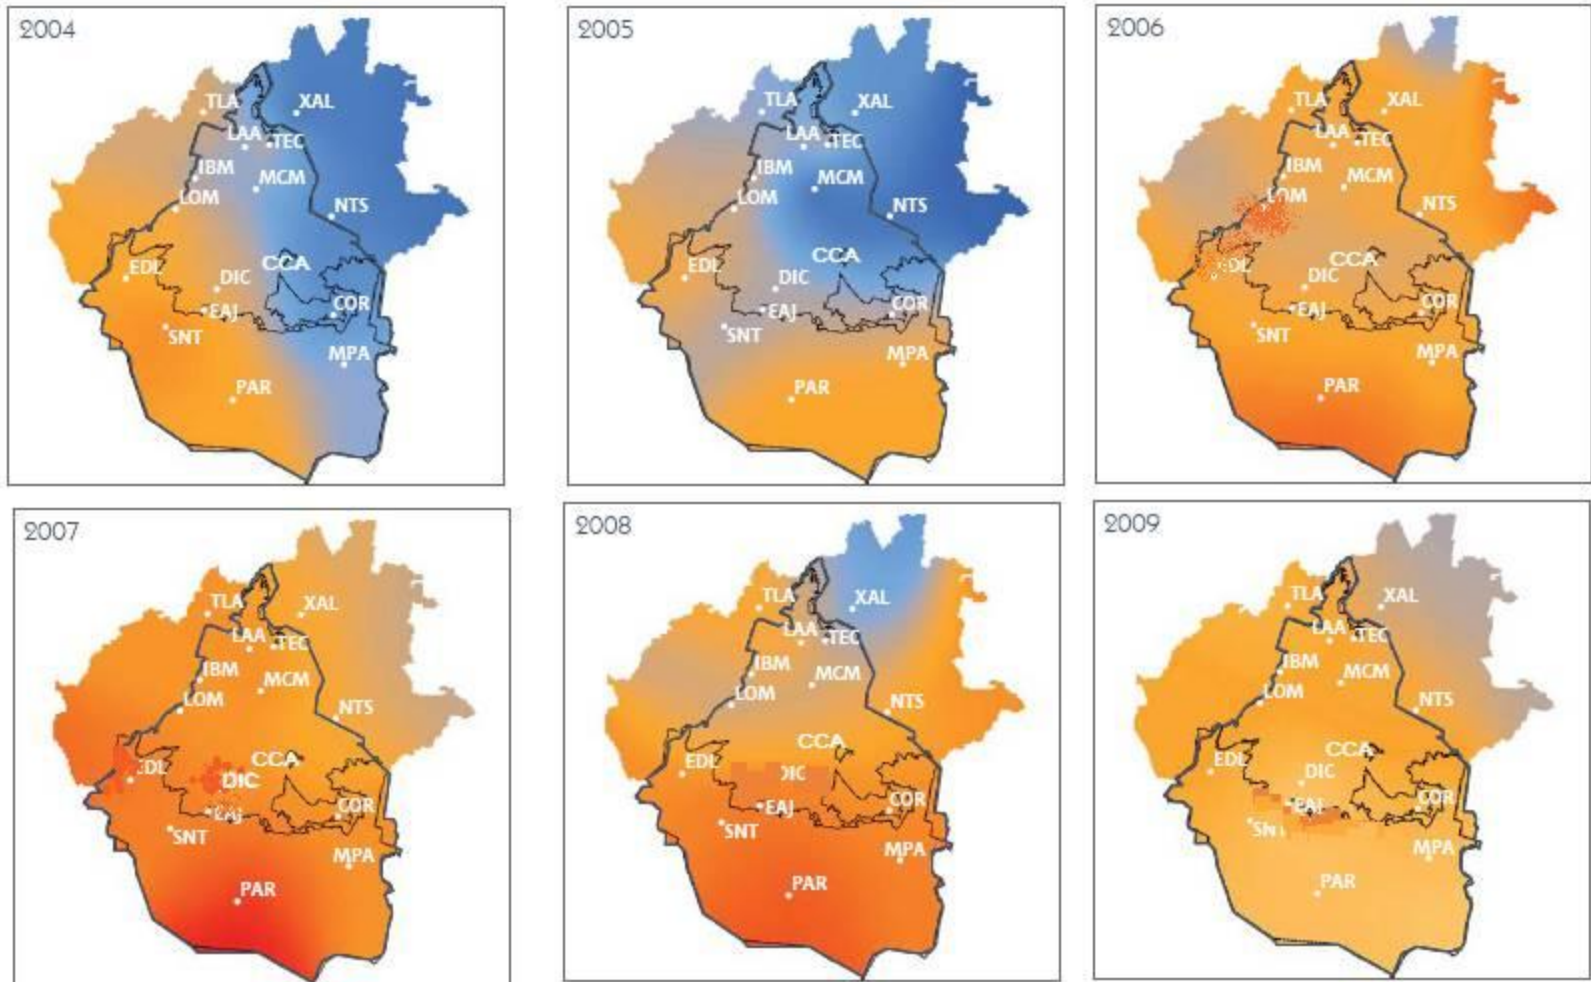 2004
TLA
XAL
LAA
TEC
IBM
MCM
LOM
NTS
CCA
EDL
DIC
EAJ
COR
SNT
MPA
PAR
2005
TLA
XAL
LAA
TEC
IBM
MCM
LOM
NTS
CCA
EDL
DIC
EAJ
COR
SNT
MPA
PAR
2006
TLA
XAL
LAA
TEC
IBM
MCM
LOM
NTS
CCA
EDL
DIC
EAJ
COR
SNT
MPA
PAR
2007
TLA
XAL
LAA
TEC
IBM
MCM
LOM
NTS
CCA
EDL
DIC
EAJ
COR
SNT
MPA
PAR
2008
TLA
XAL
LAA
TEC
IBM
MCM
LOM
NTS
CCA
EDL
DIC
EAJ
COR
SNT
MPA
PAR
2009
TLA
XAL
LAA
TEC
IBM
MCM
LOM
NTS
CCA
EDL
DIC
EAJ
COR
SNT
MPA
PAR